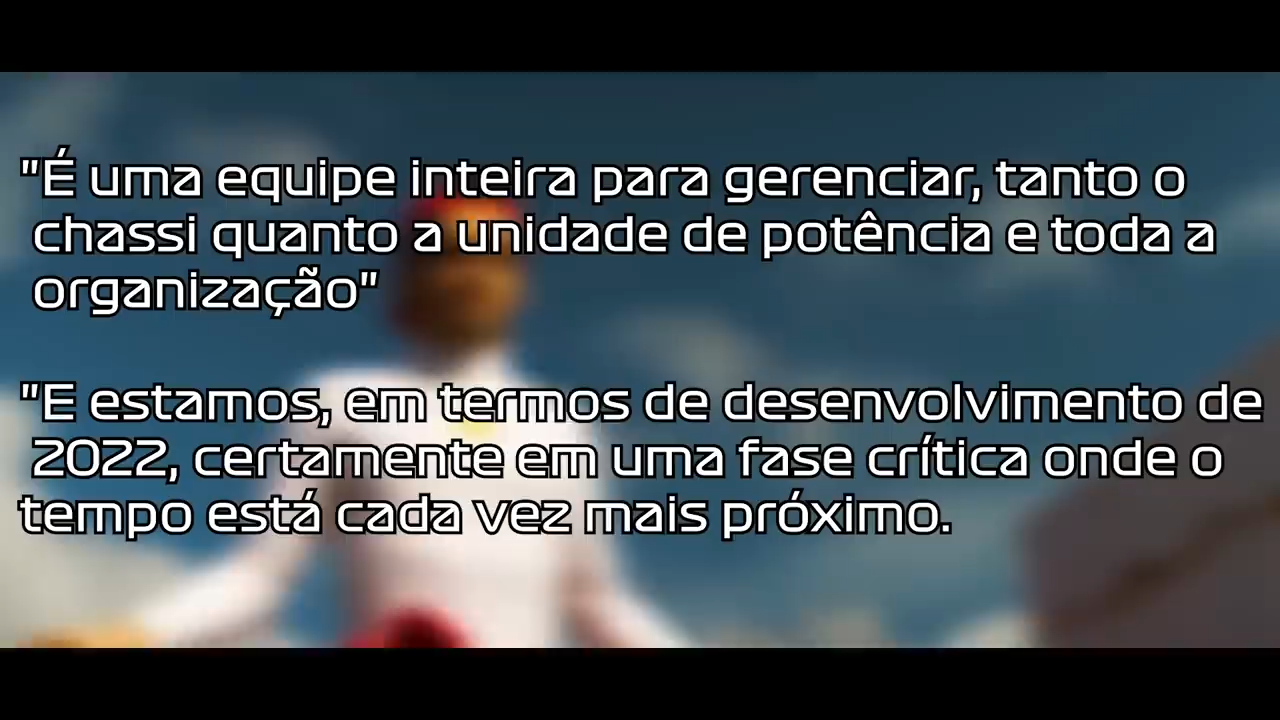 "É uma equipe inteira para gerenciar, tanto o
chassi quanto a unidade de potência e toda a
organização"
"E estamos, em termos de desenvolvimento de
2022, certamente em uma fase crítica onde o
tempo está cada vez mais próximo.